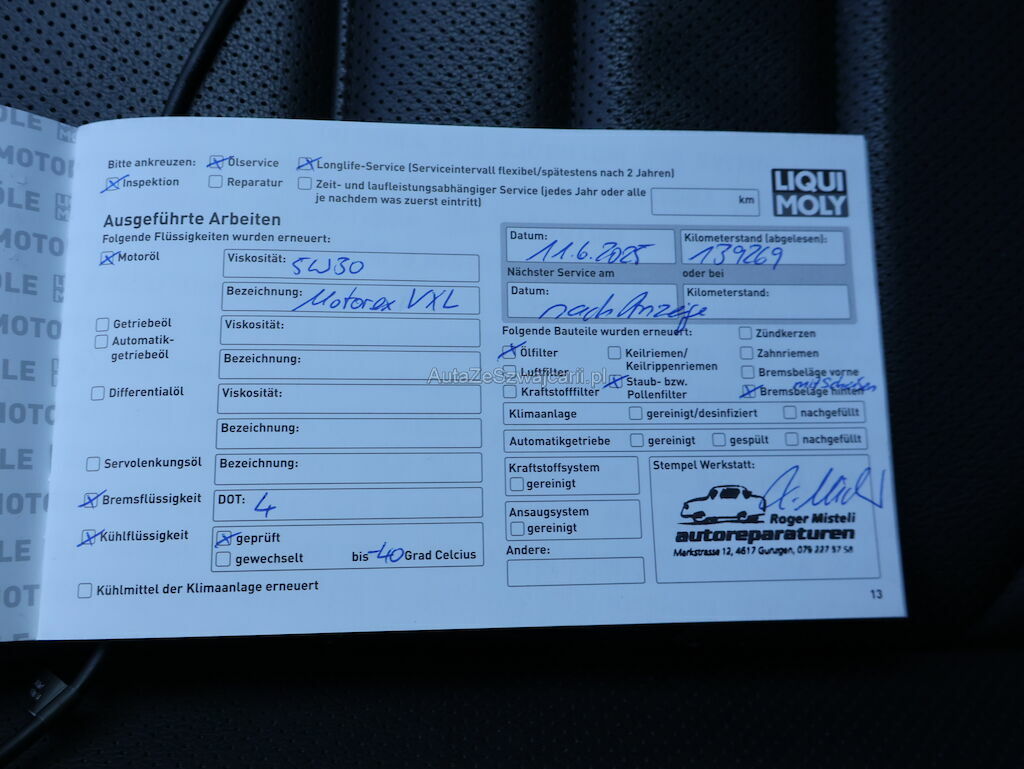 Bitte ankreuzen: Ölservice Longlife-Service (Serviceintervall flexibel/spätestens nach 2 Jahren)
Inspektion Reparatur Zeit- und laufleistungsabhängiger Service (jedes Jahr oder alle
je nachdem was zuerst eintritt) km
LIQUI
MOLY
Ausgeführte Arbeiten
Folgende Flüssigkeiten wurden erneuert:
Motoröl Viskosität: 5W30
Bezeichnung: Motorex VXL
Getriebeöl Viskosität:
Automatik-
getriebeöl
Bezeichnung:
Differentialöl Viskosität:
Bezeichnung:
Servolenkungsöl Bezeichnung:
Bremsflüssigkeit DOT: 4
Kühlflüssigkeit geprüft
gewechselt bis -40 Grad Celcius
Kühlmittel der Klimaanlage erneuert
Datum: 11.6.2025 Kilometerstand (abgelesen): 139269
Nächster Service am oder bei
Datum: nach Anzeige Kilometerstand:
Folgende Bauteile wurden erneuert: Zündkerzen
Ölfilter Keilriemen/ Zahnriemen
Keilrippenriemen
Luftfilter Staub- bzw. Bremsbeläge vorne
Kraftstofffilter Pollenfilter Bremsbeläge hinten mit Scheiben
Klimaanlage gereinigt/desinfiziert nachgefüllt
Automatikgetriebe gereinigt gespült nachgefüllt
Kraftstoffsystem
gereinigt
Ansaugsystem
gereinigt
Andere:
Stempel Werkstatt:
Roger Misteli
autoreparaturen
Merkstrasse 12, 4617 Gunzgen, 079 227 57 58
13
AutaZeSzwajcarii.pl